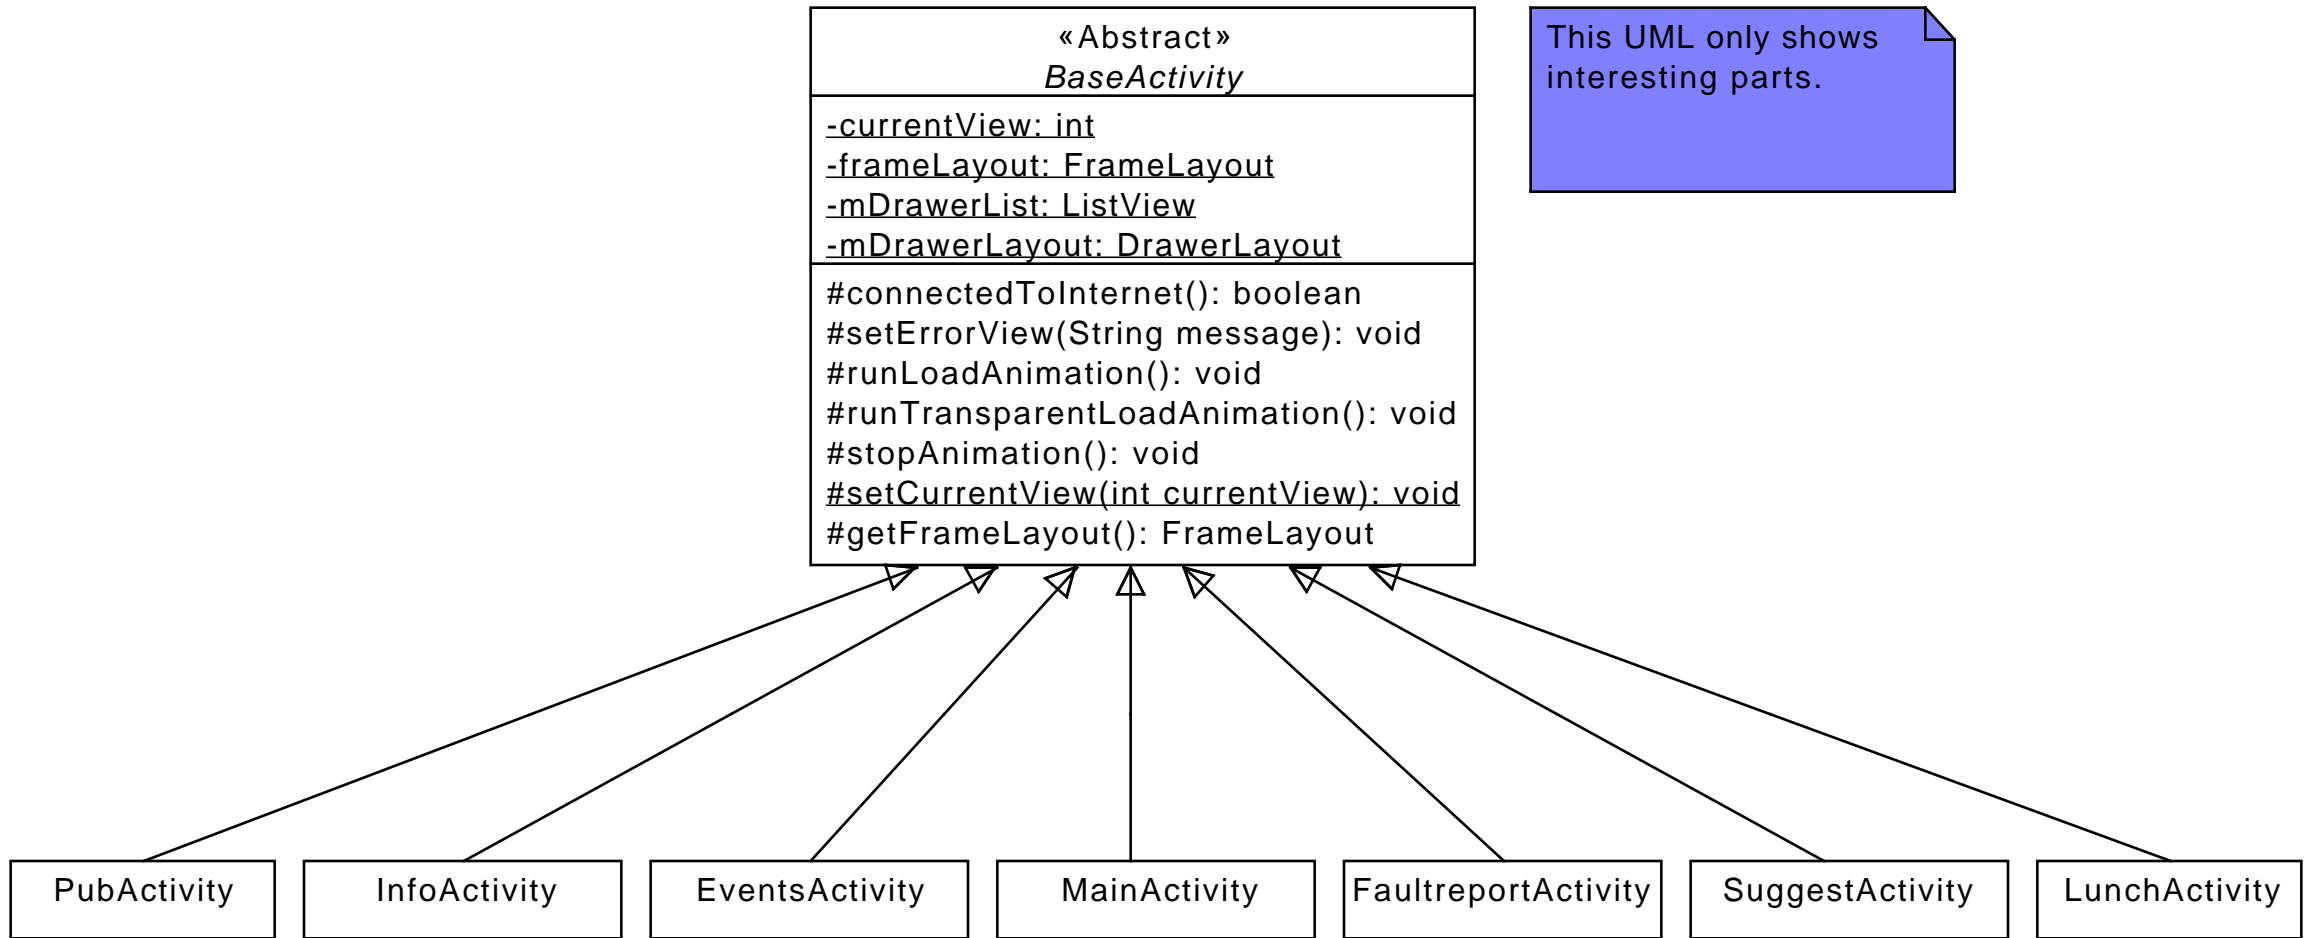 «Abstract»
BaseActivity
-currentView: int
-frameLayout: FrameLayout
-mDrawerList: ListView
-mDrawerLayout: DrawerLayout
#connectedToInternet(): boolean
#setErrorView(String message): void
#runLoadAnimation(): void
#runTransparentLoadAnimation(): void
#stopAnimation(): void
#setCurrentView(int currentView): void
#getFrameLayout(): FrameLayout
This UML only shows
interesting parts.
PubActivity
InfoActivity
EventsActivity
MainActivity
FaultreportActivity
SuggestActivity
LunchActivity